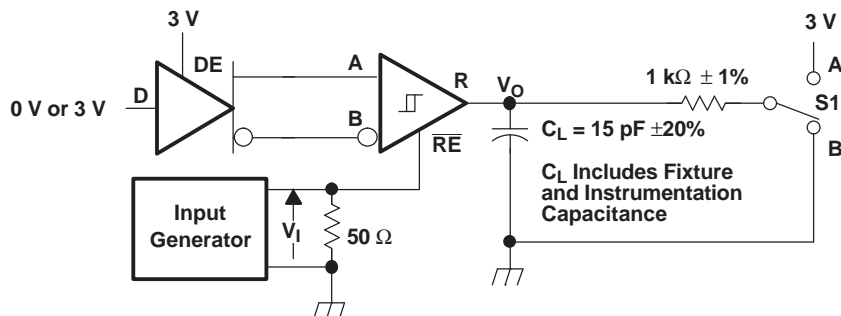 3 V
3 V
DE
A
R
V_O
1 kΩ ± 1%
A
S1
0 V or 3 V
D
B
R̅E̅
C_L = 15 pF ±20%
B
C_L Includes Fixture
and Instrumentation
Capacitance
Input
Generator
V_I
50 Ω